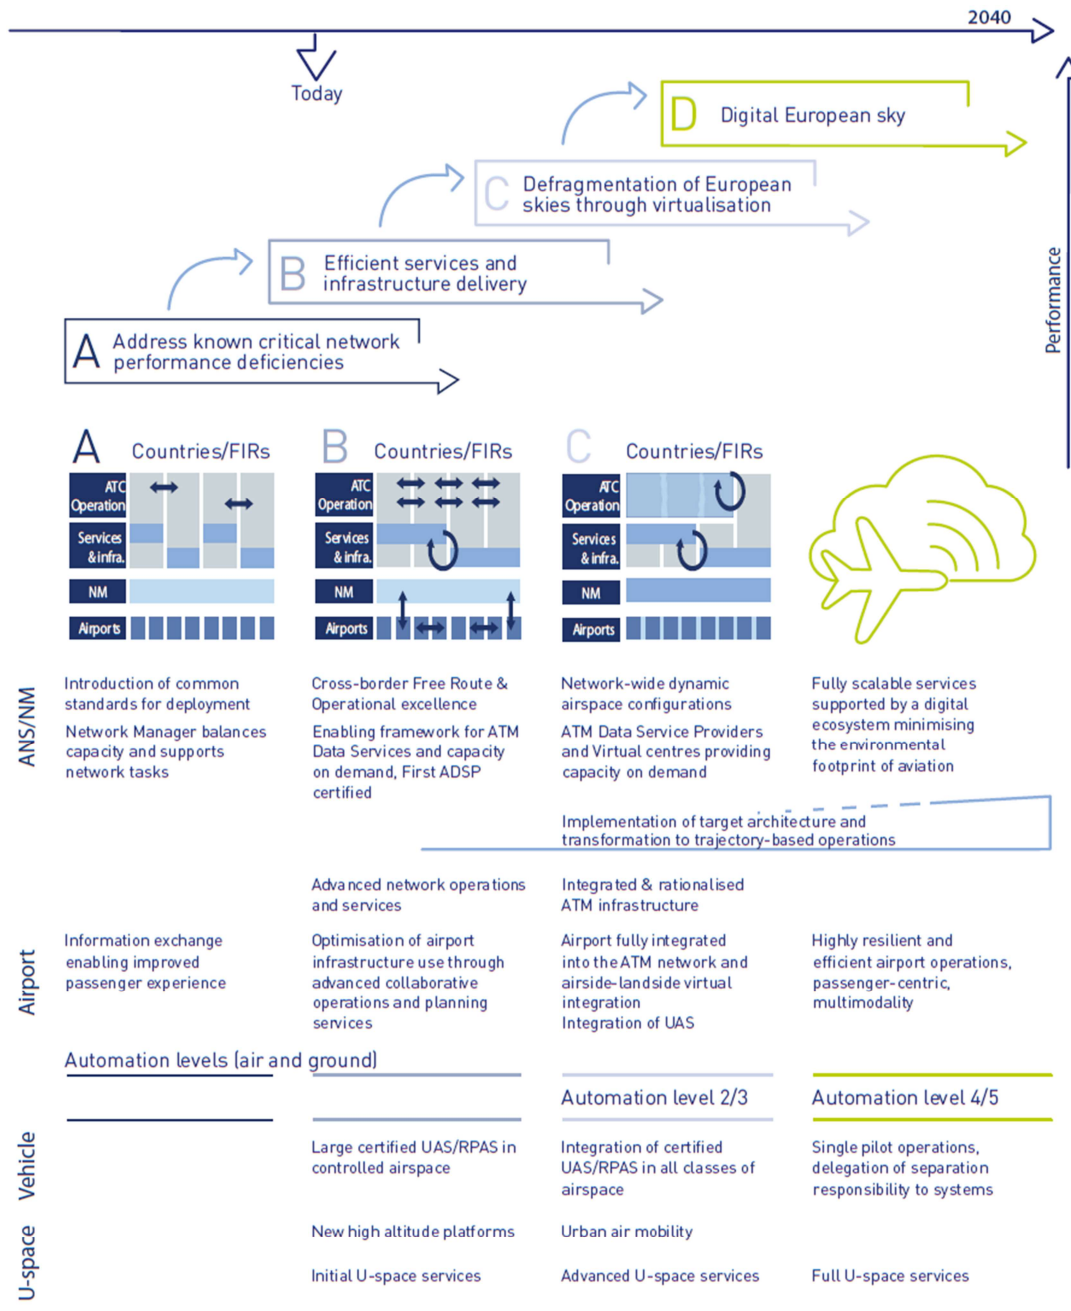 2040
Today
D Digital European sky
C Defragmentation of European
skies through virtualisation
B Efficient services and
infrastructure delivery
A Address known critical network
performance deficiencies
Performance
A Countries/FIRs
ATC
Operation
Services
& infra.
NM
Airports
B Countries/FIRs
ATC
Operation
Services
& infra.
NM
Airports
C Countries/FIRs
ATC
Operation
Services
& infra.
NM
Airports
ANS/NM
Introduction of common
standards for deployment
Network Manager balances
capacity and supports
network tasks
Cross-border Free Route &
Operational excellence
Enabling framework for ATM
Data Services and capacity
on demand, First ADSP
certified
Network-wide dynamic
airspace configurations
ATM Data Service Providers
and Virtual centres providing
capacity on demand
Fully scalable services
supported by a digital
ecosystem minimising
the environmental
footprint of aviation
Implementation of target architecture and
transformation to trajectory-based operations
Advanced network operations
and services
Integrated & rationalised
ATM infrastructure
Airport
Information exchange
enabling improved
passenger experience
Optimisation of airport
infrastructure use through
advanced collaborative
operations and planning
services
Airport fully integrated
into the ATM network and
airside-landside virtual
integration
Integration of UAS
Highly resilient and
efficient airport operations,
passenger-centric,
multimodality
Automation levels (air and ground)
Automation level 2/3
Automation level 4/5
Vehicle
Large certified UAS/RPAS in
controlled airspace
Integration of certified
UAS/RPAS in all classes of
airspace
Single pilot operations,
delegation of separation
responsibility to systems
U-space
New high altitude platforms
Urban air mobility
Initial U-space services
Advanced U-space services
Full U-space services